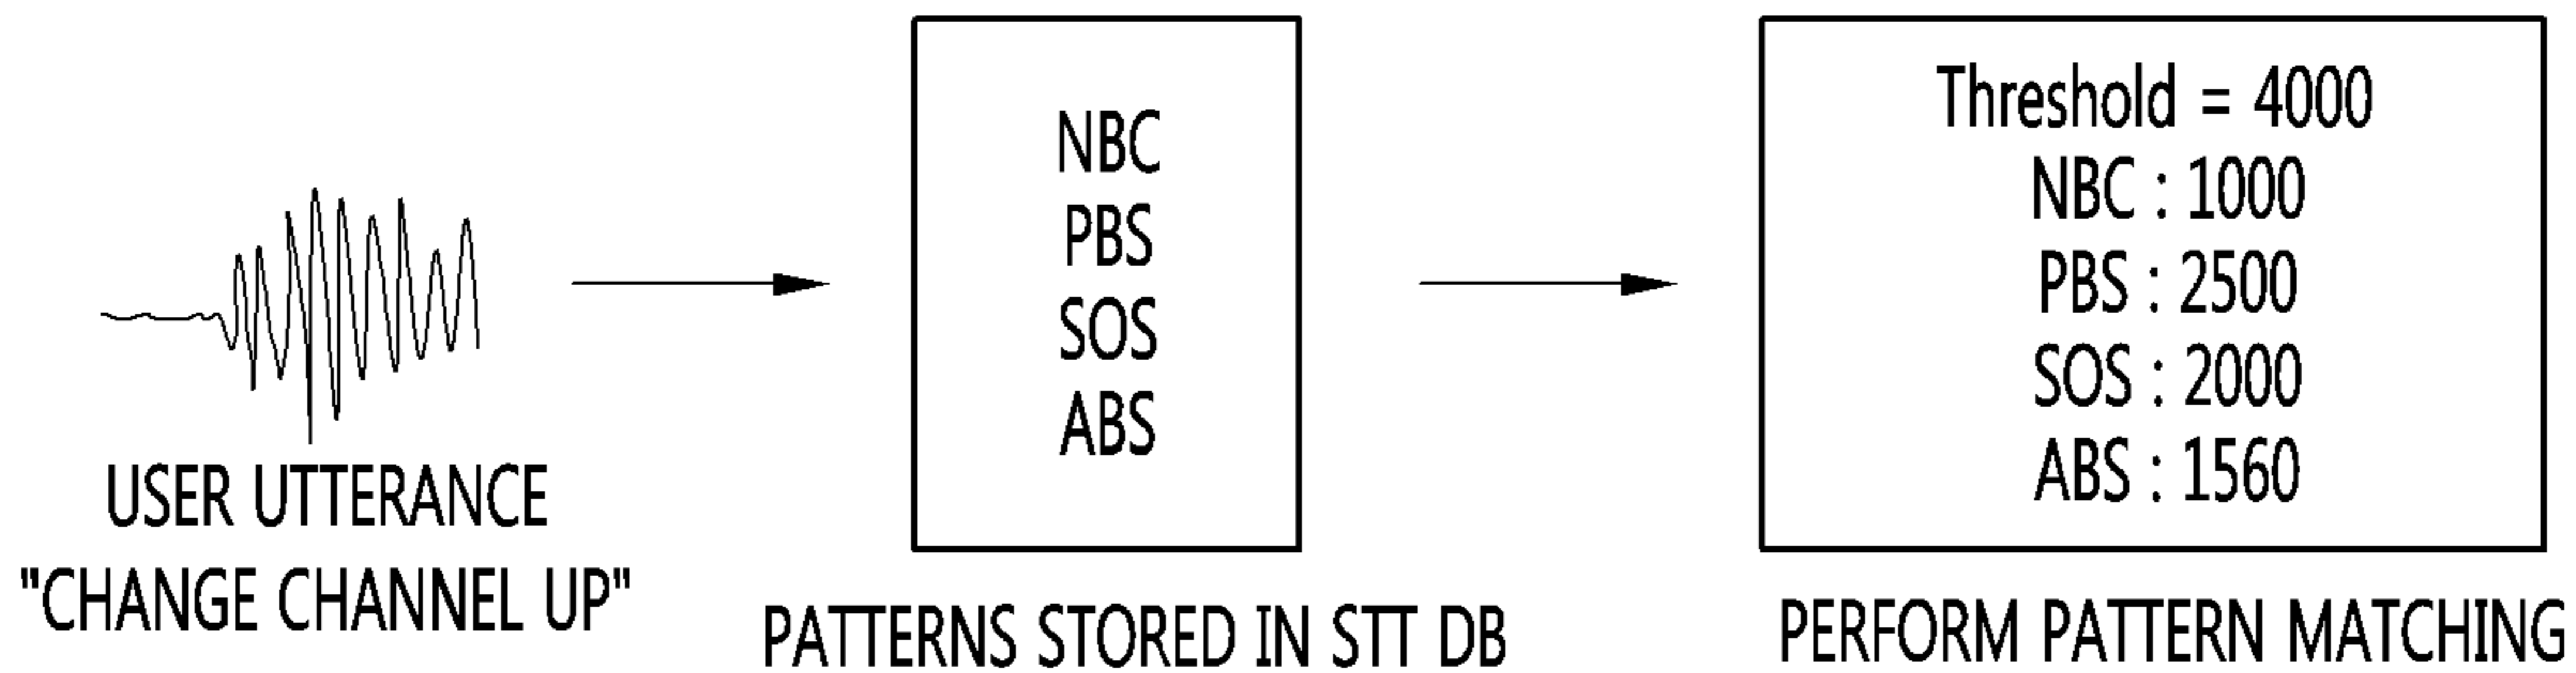 USER UTTERANCE
"CHANGE CHANNEL UP"
NBC
PBS
SOS
ABS
PATTERNS STORED IN STT DB
Threshold = 4000
NBC : 1000
PBS : 2500
SOS : 2000
ABS : 1560
PERFORM PATTERN MATCHING